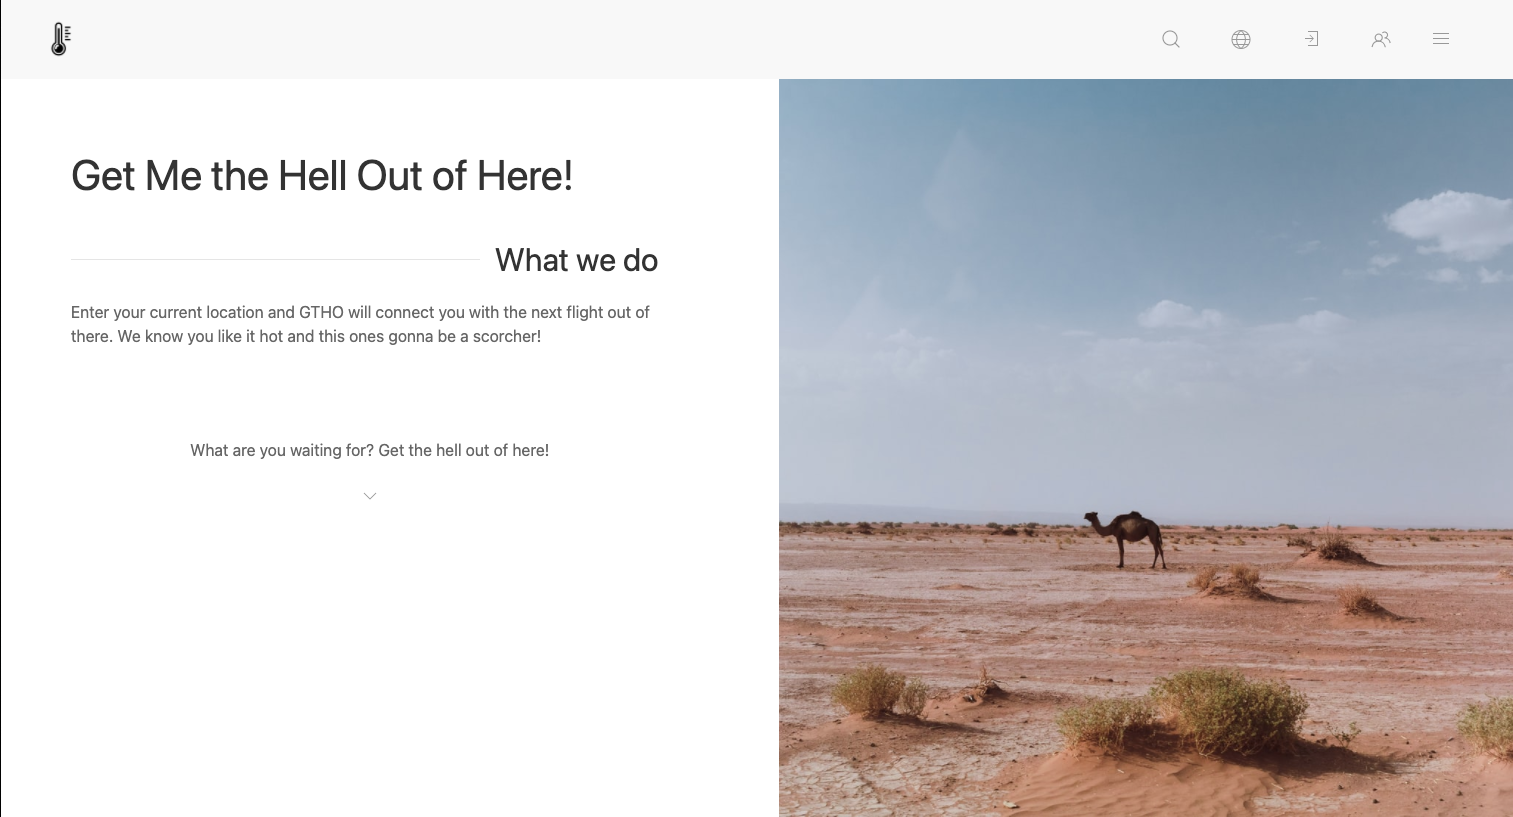 Get Me the Hell Out of Here!
What we do
Enter your current location and GTHO will connect you with the next flight out of
there. We know you like it hot and this ones gonna be a scorcher!
What are you waiting for? Get the hell out of here!